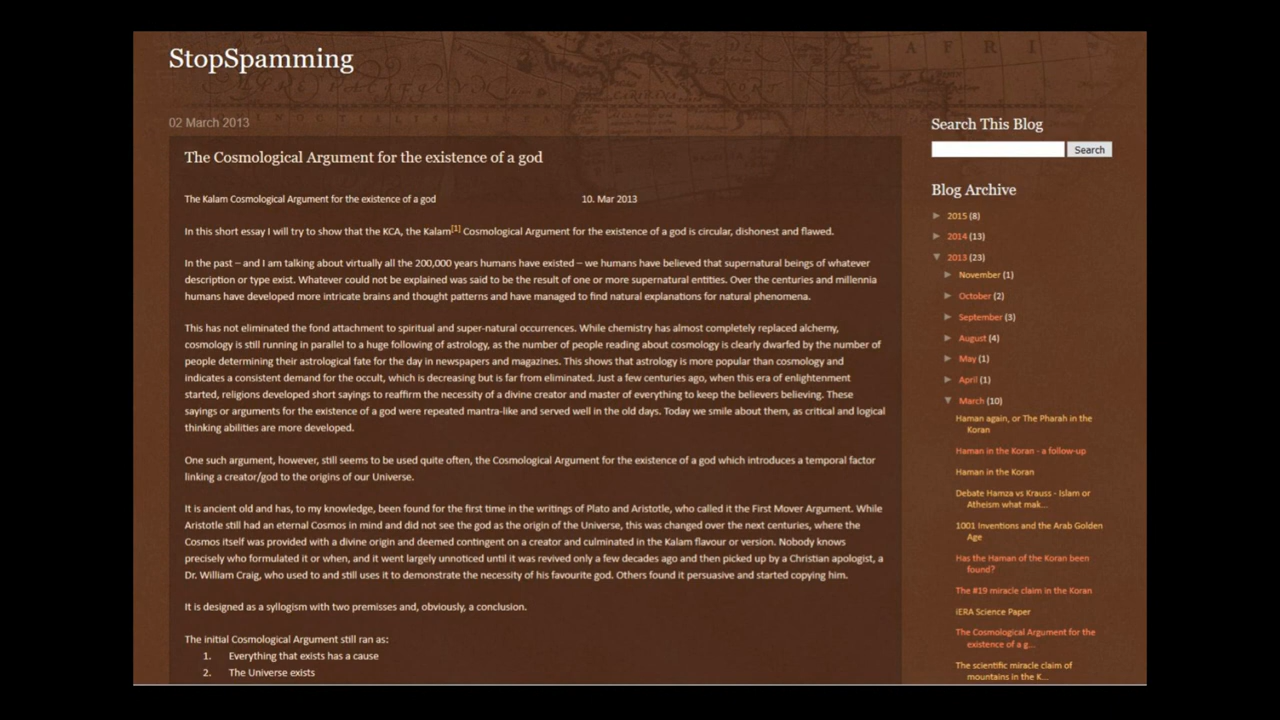 StopSpamming
02 March 2013
The Cosmological Argument for the existence of a god
The Kalam Cosmological Argument for the existence of a god 10. Mar 2013
In this short essay I will try to show that the KCA, the Kalam[1] Cosmological Argument for the existence of a god is circular, dishonest and flawed.
In the past – and I am talking about virtually all the 200,000 years humans have existed – we humans have believed that supernatural beings of whatever
description or type exist. Whatever could not be explained was said to be the result of one or more supernatural entities. Over the centuries and millennia
humans have developed more intricate brains and thought patterns and have managed to find natural explanations for natural phenomena.
This has not eliminated the fond attachment to spiritual and super-natural occurrences. While chemistry has almost completely replaced alchemy,
cosmology is still running in parallel to a huge following of astrology, as the number of people reading about cosmology is clearly dwarfed by the number of
people determining their astrological fate for the day in newspapers and magazines. This shows that astrology is more popular than cosmology and
indicates a consistent demand for the occult, which is decreasing but is far from eliminated. Just a few centuries ago, when this era of enlightenment
started, religions developed short sayings to reaffirm the necessity of a divine creator and master of everything to keep the believers believing. These
sayings or arguments for the existence of a god were repeated mantra-like and served well in the old days. Today we smile about them, as critical and logical
thinking abilities are more developed.
One such argument, however, still seems to be used quite often, the Cosmological Argument for the existence of a god which introduces a temporal factor
linking a creator/god to the origins of our Universe.
It is ancient old and has, to my knowledge, been found for the first time in the writings of Plato and Aristotle, who called it the First Mover Argument. While
Aristotle still had an eternal Cosmos in mind and did not see the god as the origin of the Universe, this was changed over the next centuries, where the
Cosmos itself was provided with a divine origin and deemed contingent on a creator and culminated in the Kalam flavour or version. Nobody knows
precisely who formulated it or when, and it went largely unnoticed until it was revived only a few decades ago and then picked up by a Christian apologist, a
Dr. William Craig, who used to and still uses it to demonstrate the necessity of his favourite god. Others found it persuasive and started copying him.
It is designed as a syllogism with two premisses and, obviously, a conclusion.
The initial Cosmological Argument still ran as:
1. Everything that exists has a cause
2. The Universe exists
Search This Blog
Search
Blog Archive
► 2015 (8)
► 2014 (13)
▼ 2013 (23)
► November (1)
► October (2)
► September (3)
► August (4)
► May (1)
► April (1)
▼ March (10)
Haman again, or The Pharah in the
Koran
Haman in the Koran - a follow-up
Haman in the Koran
Debate Hamza vs Krauss - Islam or
Atheism what mak...
1001 Inventions and the Arab Golden
Age
Has the Haman of the Koran been
found?
The #19 miracle claim in the Koran
iERA Science Paper
The Cosmological Argument for the
existence of a g...
The scientific miracle claim of
mountains in the K...